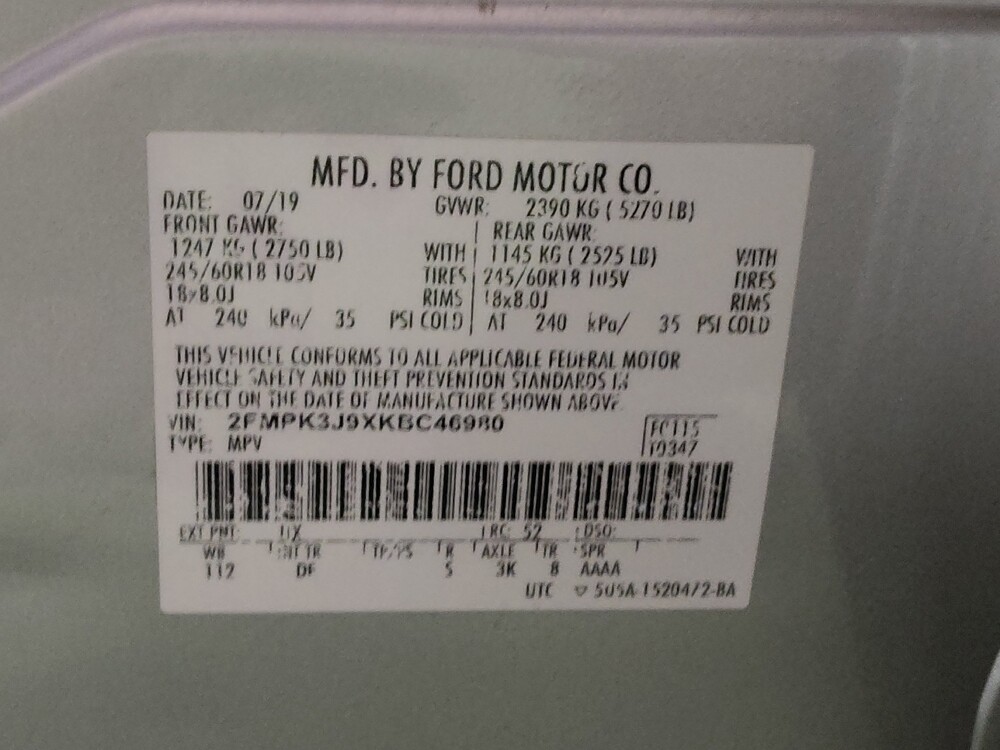 MFD. BY FORD MOTOR CO.
DATE: 07/19 GVWR: 2390 KG ( 5270 LB)
FRONT GAWR: REAR GAWR:
1247 KG ( 2750 LB) WITH 1145 KG ( 2525 LB) WITH
245/60R18 105V TIRES 245/60R18 105V TIRES
18x8.0J RIMS 18x8.0J RIMS
AT 240 kPa/ 35 PSI COLD AT 240 kPa/ 35 PSI COLD
THIS VEHICLE CONFORMS TO ALL APPLICABLE FEDERAL MOTOR
VEHICLE SAFETY AND THEFT PREVENTION STANDARDS IN
EFFECT ON THE DATE OF MANUFACTURE SHOWN ABOVE.
VIN: 2FMPK3J9XKBC46980
TYPE: MPV
FC115
T0347
EXT PNT: UX RC: 52 DSO:
WB INT TR TP/PS R AXLE TR SPR
112 DF 5 3K 8 AAAA
UTC 5U5A-1520472-BA